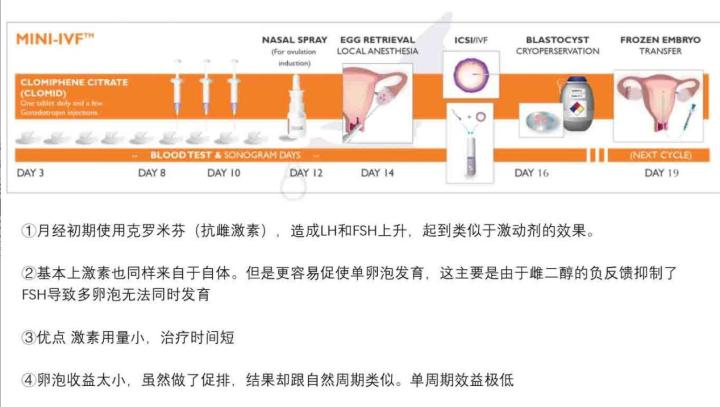 MINI-IVF™
NASAL SPRAY
(For ovulation
induction)
EGG RETRIEVAL
LOCAL ANESTHESIA
ICSI/IVF
BLASTOCYST
CRYOPERSERVATION
FROZEN EMBRYO
TRANSFER
CLOMIPHENE CITRATE
(CLOMID)
One tablet daily and a few
Gonadotropin injections
BLOOD TEST & SONOGRAM DAYS
(NEXT CYCLE)
DAY 3
DAY 8
DAY 10
DAY 12
DAY 14
DAY 16
DAY 19
①月经初期使用克罗米芬（抗雌激素），造成LH和FSH上升，起到类似于激动剂的效果。
②基本上激素也同样来自于自体。但是更容易促使单卵泡发育，这主要是由于雌二醇的负反馈抑制了
FSH导致多卵泡无法同时发育
③优点 激素用量小，治疗时间短
④卵泡收益太小，虽然做了促排，结果却跟自然周期类似。单周期效益极低